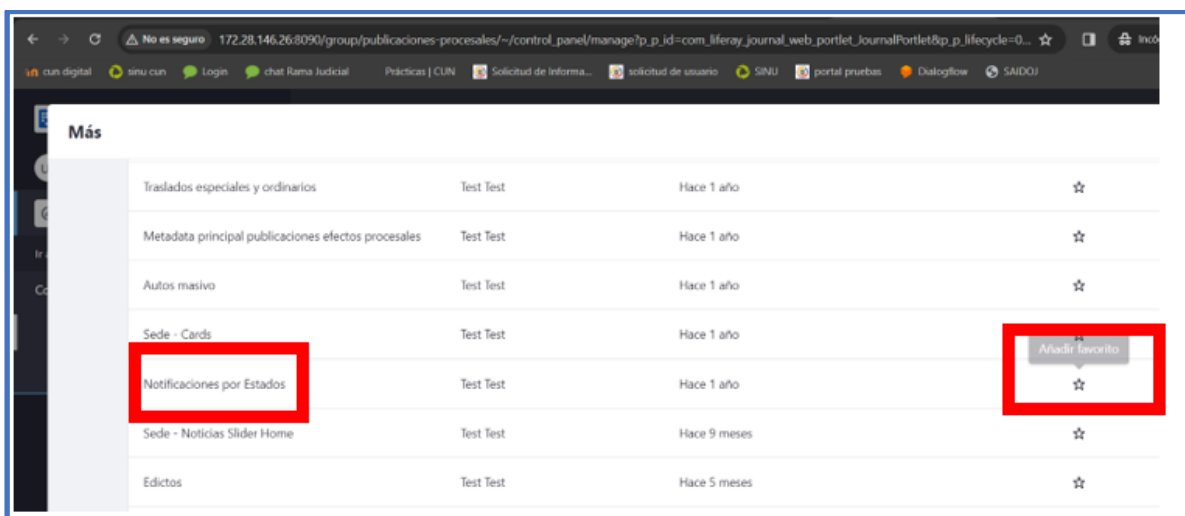 No es seguro 172.28.146.26:8090/group/publicaciones-procesales/~/control_panel/manage?p_p_id=com_liferay_journal_web_portlet_JournalPortlet&p_p_lifecycle=0... Incó
cun digital sinu cun Login chat Rama Judicial Prácticas | CUN Solicitud de Informa... solicitud de usuario SINU portal pruebas Dialogflow SAIDOJ
Más
Traslados especiales y ordinarios Test Test Hace 1 año
Metadata principal publicaciones efectos procesales Test Test Hace 1 año
Ir
Autos masivo Test Test Hace 1 año
Co
Sede - Cards Test Test Hace 1 año
Añadir favorito
Notificaciones por Estados Test Test Hace 1 año
Sede - Noticias Slider Home Test Test Hace 9 meses
Edictos Test Test Hace 5 meses